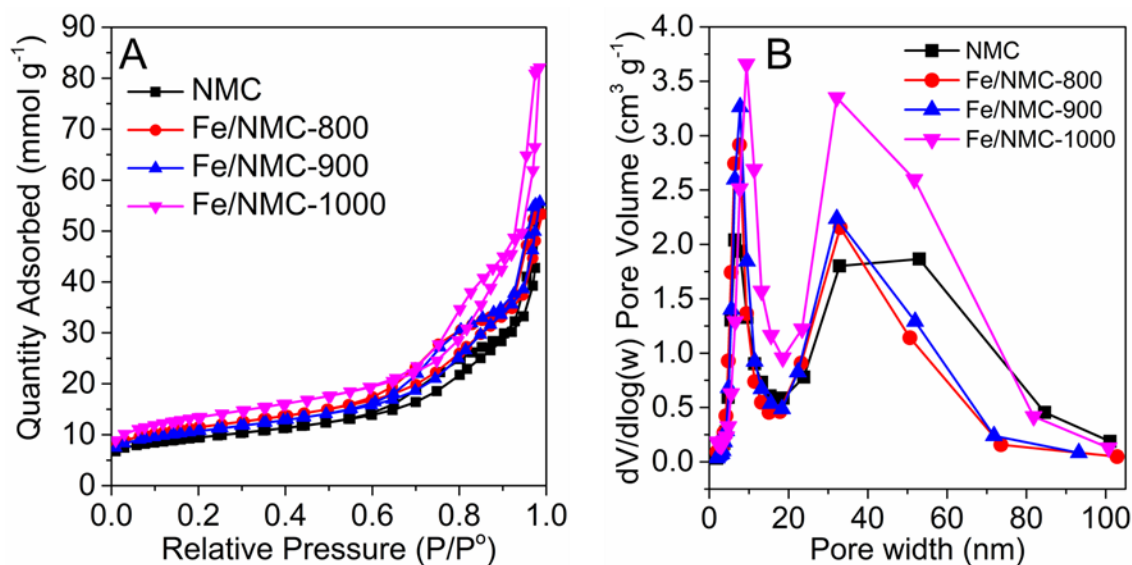 A
Quantity Adsorbed (mmol g⁻¹)
90
80
70
60
50
40
30
20
10
0
NMC
Fe/NMC-800
Fe/NMC-900
Fe/NMC-1000
0.0 0.2 0.4 0.6 0.8 1.0
Relative Pressure (P/Pº)
B
dV/dlog(w) Pore Volume (cm³ g⁻¹)
4.0
3.5
3.0
2.5
2.0
1.5
1.0
0.5
0.0
NMC
Fe/NMC-800
Fe/NMC-900
Fe/NMC-1000
0 20 40 60 80 100
Pore width (nm)